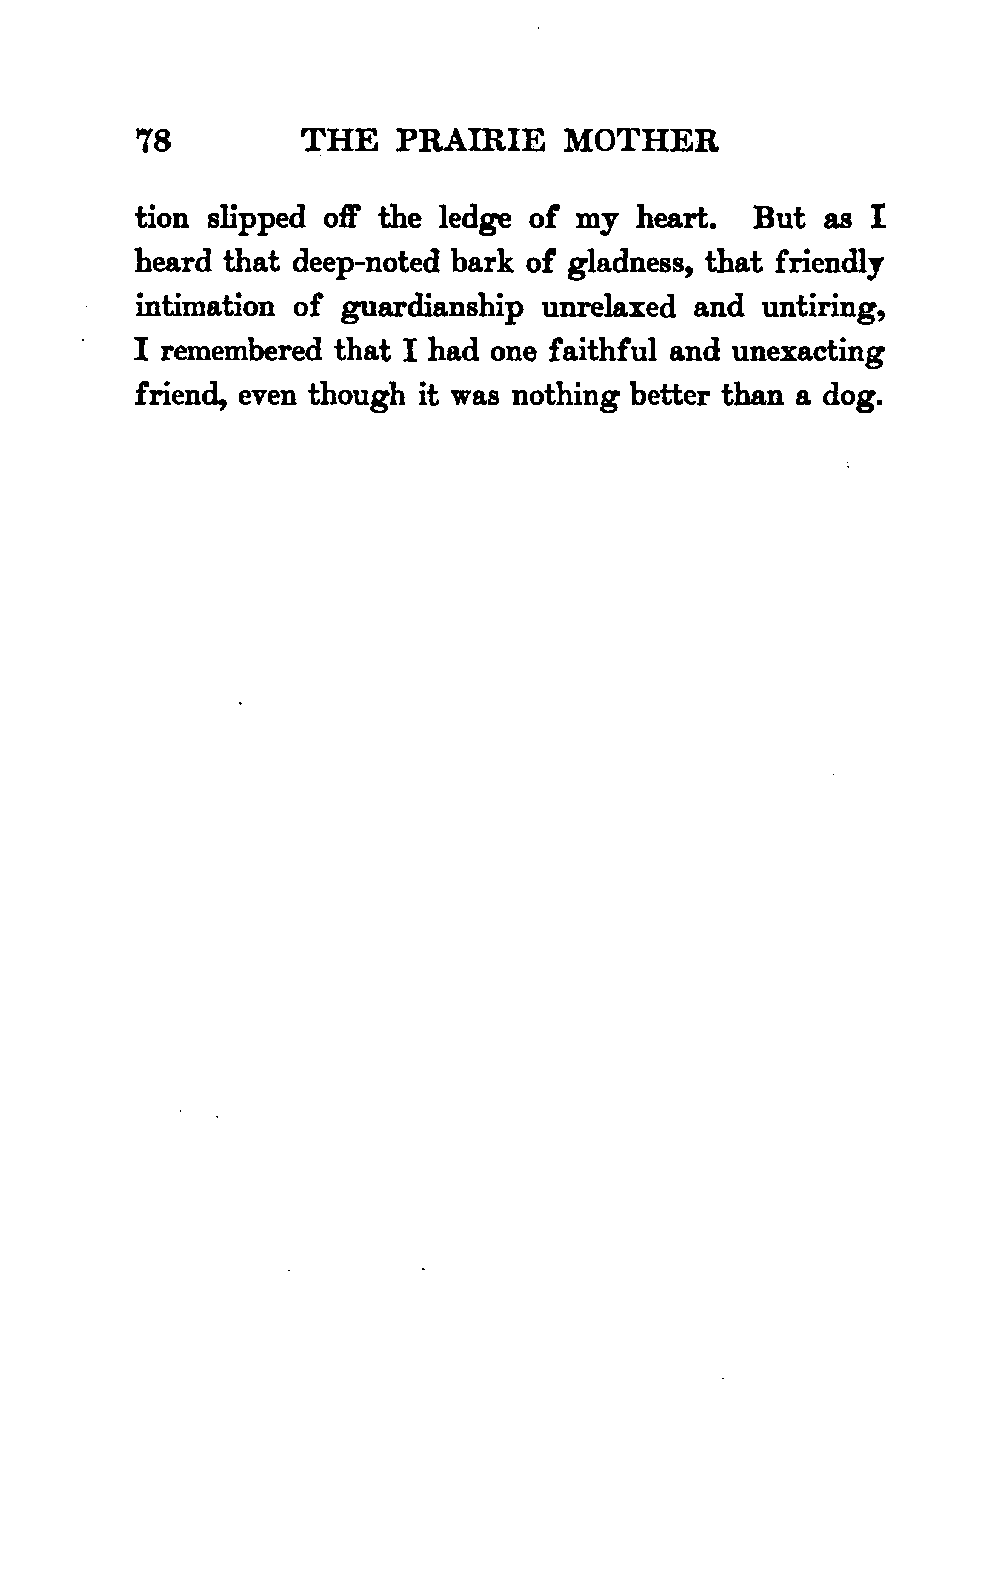 78 THE PRAIRIE MOTHER
tion slipped off the ledge of my heart. But as I
heard that deep-noted bark of gladness, that friendly
intimation of guardianship unrelaxed and untiring,
I remembered that I had one faithful and unexacting
friend, even though it was nothing better than a dog.